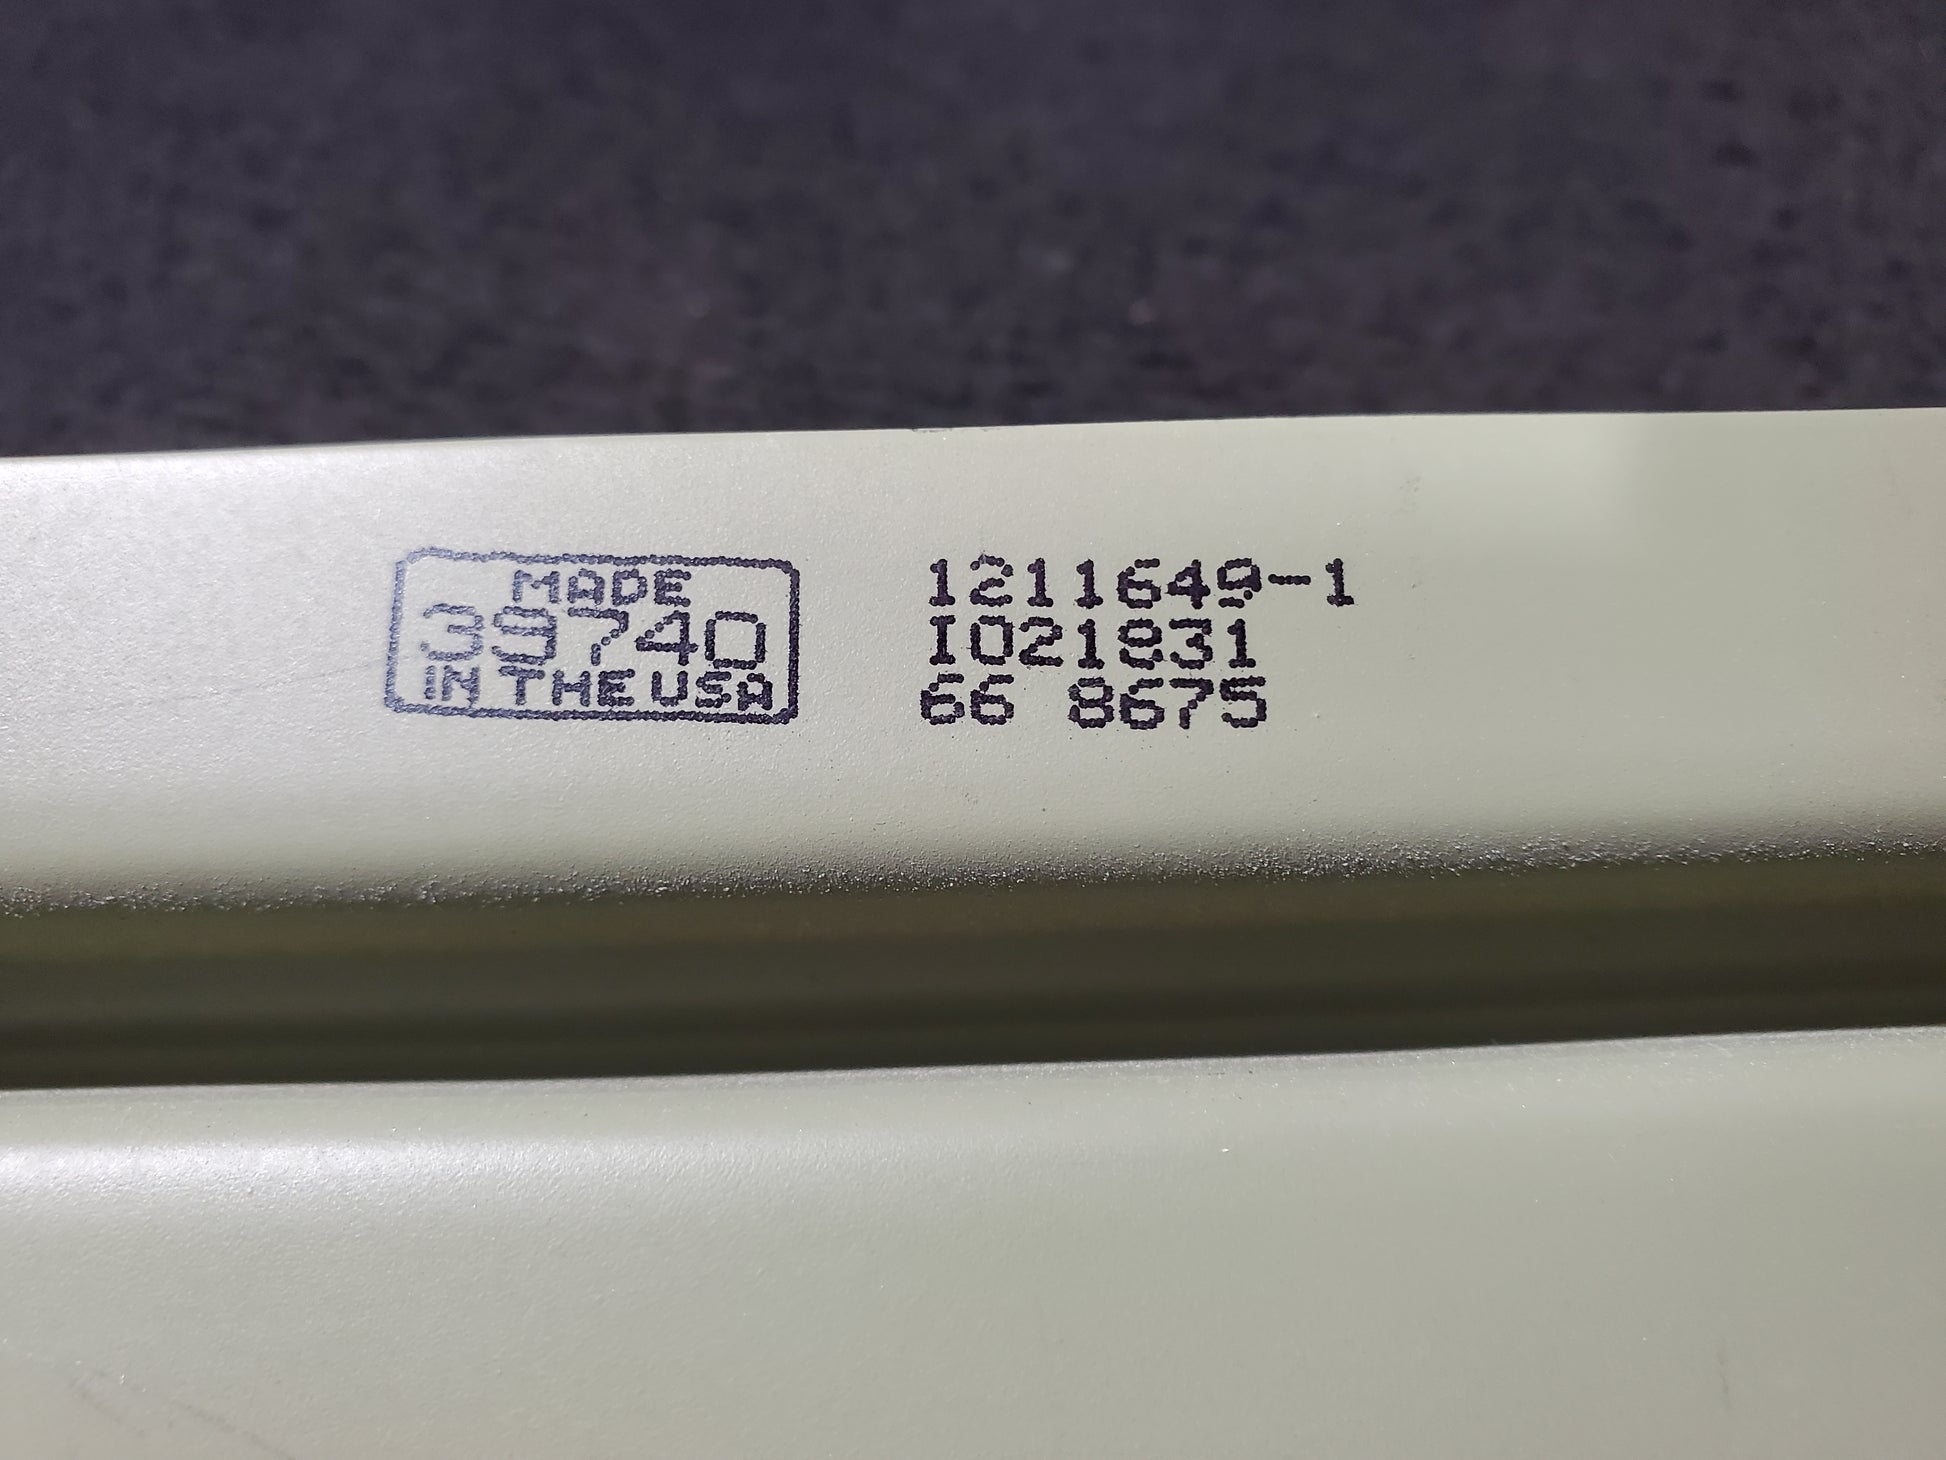 MADE
39740
IN THE USA
1211649-1
I021831
66 8675